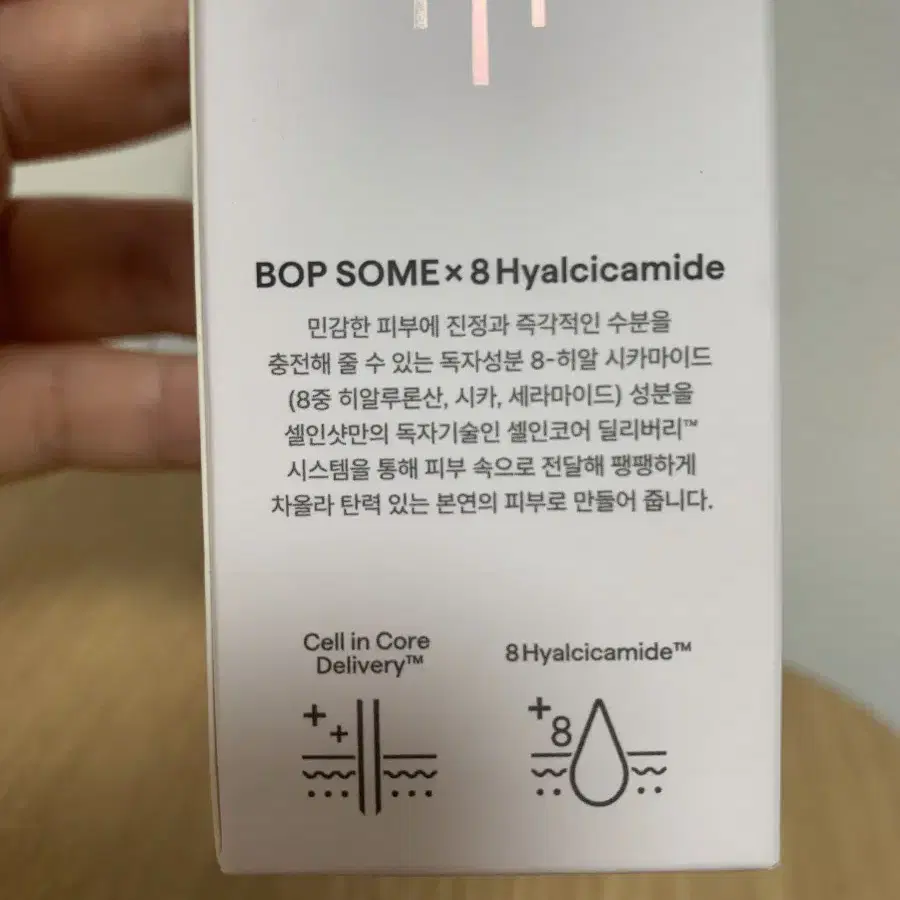 BOP SOME × 8 Hyalcicamide
민감한 피부에 진정과 즉각적인 수분을
충전해 줄 수 있는 독자성분 8-히알 시카마이드
(8중 히알루론산, 시카, 세라마이드) 성분을
셀인샷만의 독자기술인 셀인코어 딜리버리™
시스템을 통해 피부 속으로 전달해 팽팽하게
차올라 탄력 있는 본연의 피부로 만들어 줍니다.
Cell in Core
Delivery™
8 Hyalcicamide™
+8